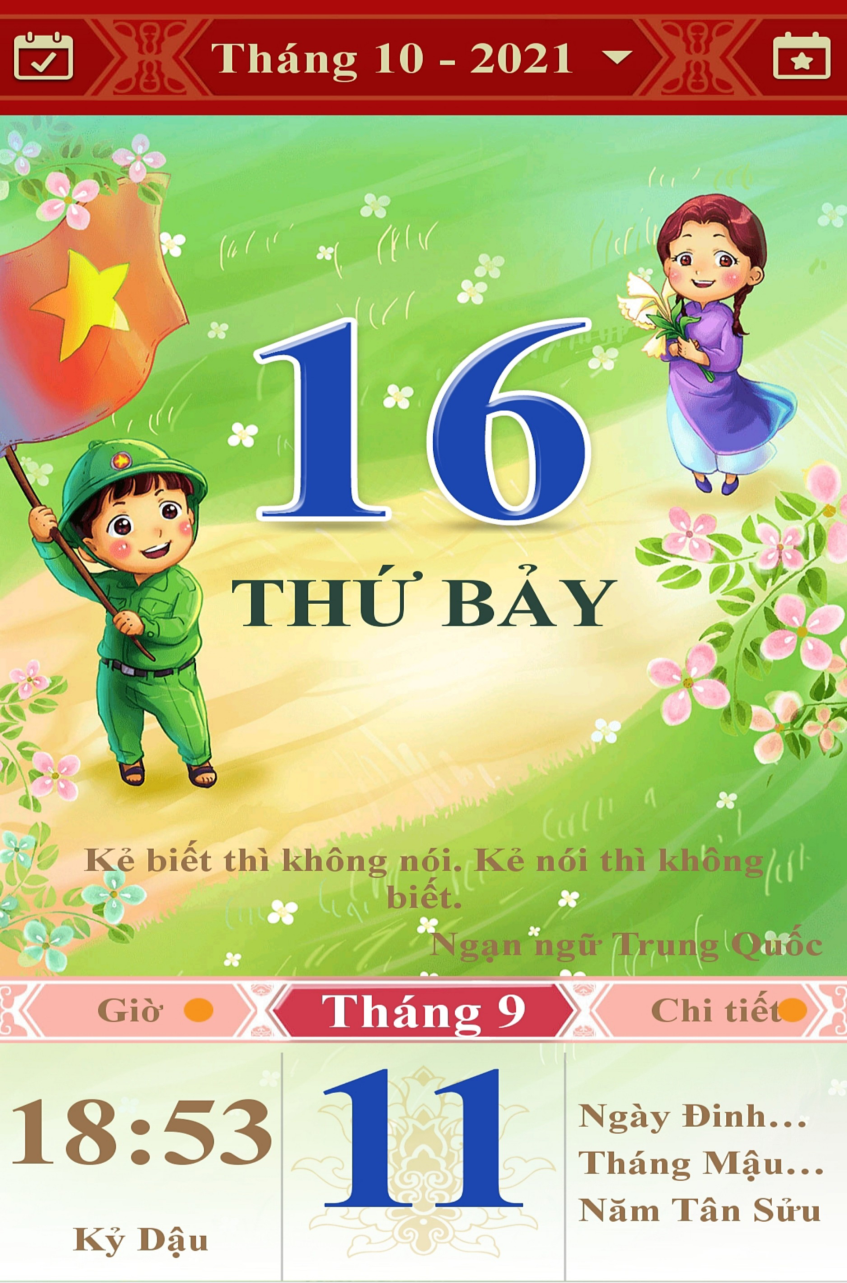 Tháng 10 - 2021
16
THỨ BẢY
Kẻ biết thì không nói. Kẻ nói thì không
biết.
Ngạn ngữ Trung Quốc
Giờ
Tháng 9
Chi tiết
18:53
11
Ngày Đinh...
Tháng Mậu...
Năm Tân Sửu
Kỷ Dậu